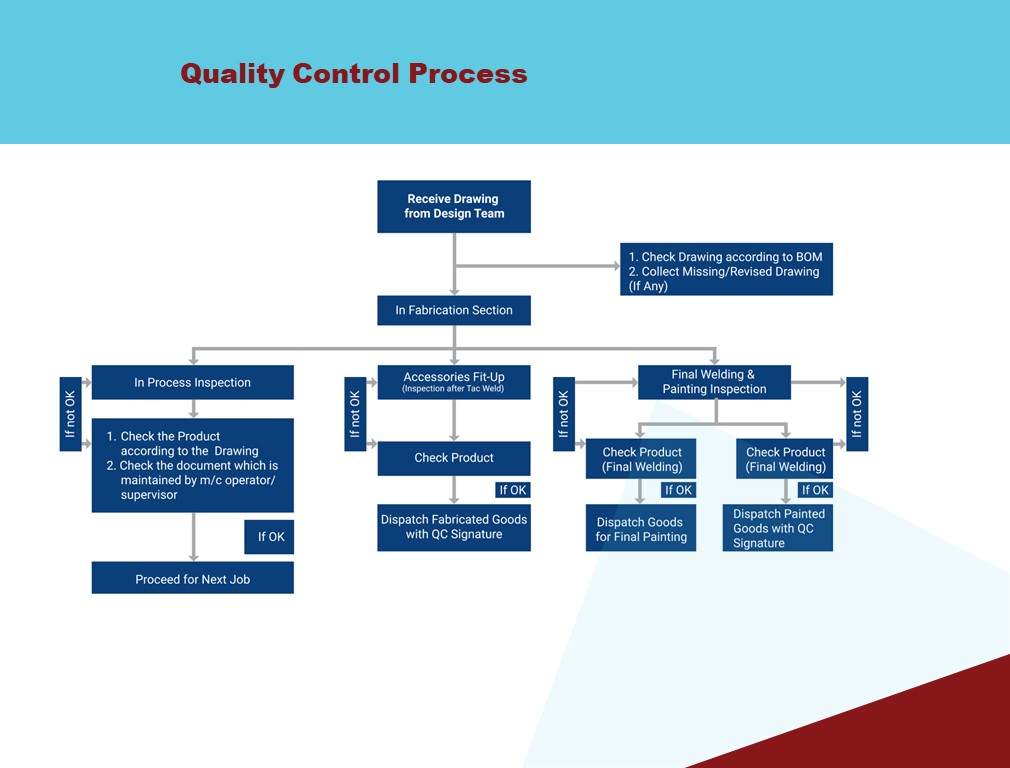 Quality Control Process
Receive Drawing
from Design Team
1. Check Drawing according to BOM
2. Collect Missing/Revised Drawing
(If Any)
In Fabrication Section
If not OK
In Process Inspection
1. Check the Product
according to the Drawing
2. Check the document which is
maintained by m/c operator/
supervisor
If OK
Proceed for Next Job
If not OK
Accessories Fit-Up
(Inspection after Tac Weld)
Check Product
If OK
Dispatch Fabricated Goods
with QC Signature
If not OK
Final Welding &
Painting Inspection
If not OK
Check Product
(Final Welding)
If OK
Dispatch Goods
for Final Painting
Check Product
(Final Welding)
If OK
Dispatch Painted
Goods with QC
Signature